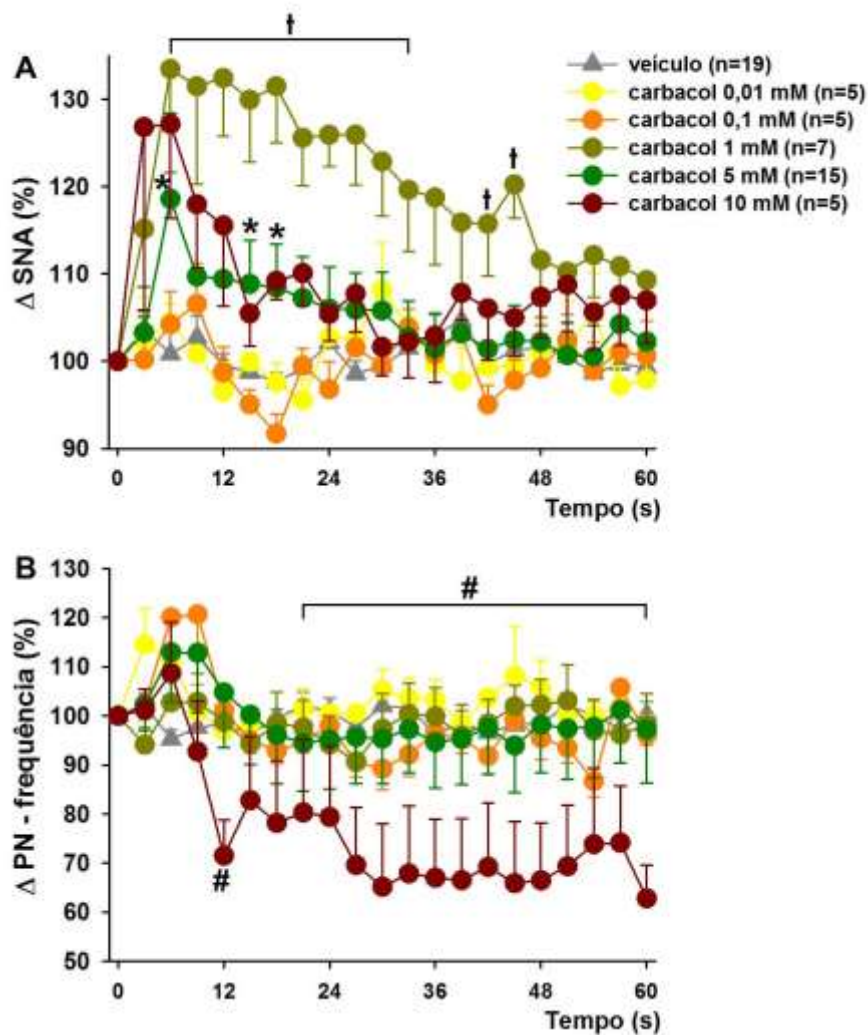 ƚ
A
veículo (n=19)
carbacol 0,01 mM (n=5)
carbacol 0,1 mM (n=5)
carbacol 1 mM (n=7)
carbacol 5 mM (n=15)
carbacol 10 mM (n=5)
130
120
110
100
90
Δ SNA (%)
ƚ
ƚ
*
*
*
0
12
24
36
48
60
Tempo (s)
B
130
120
110
100
90
80
70
60
50
Δ PN - frequência (%)
#
#
0
12
24
36
48
60
Tempo (s)